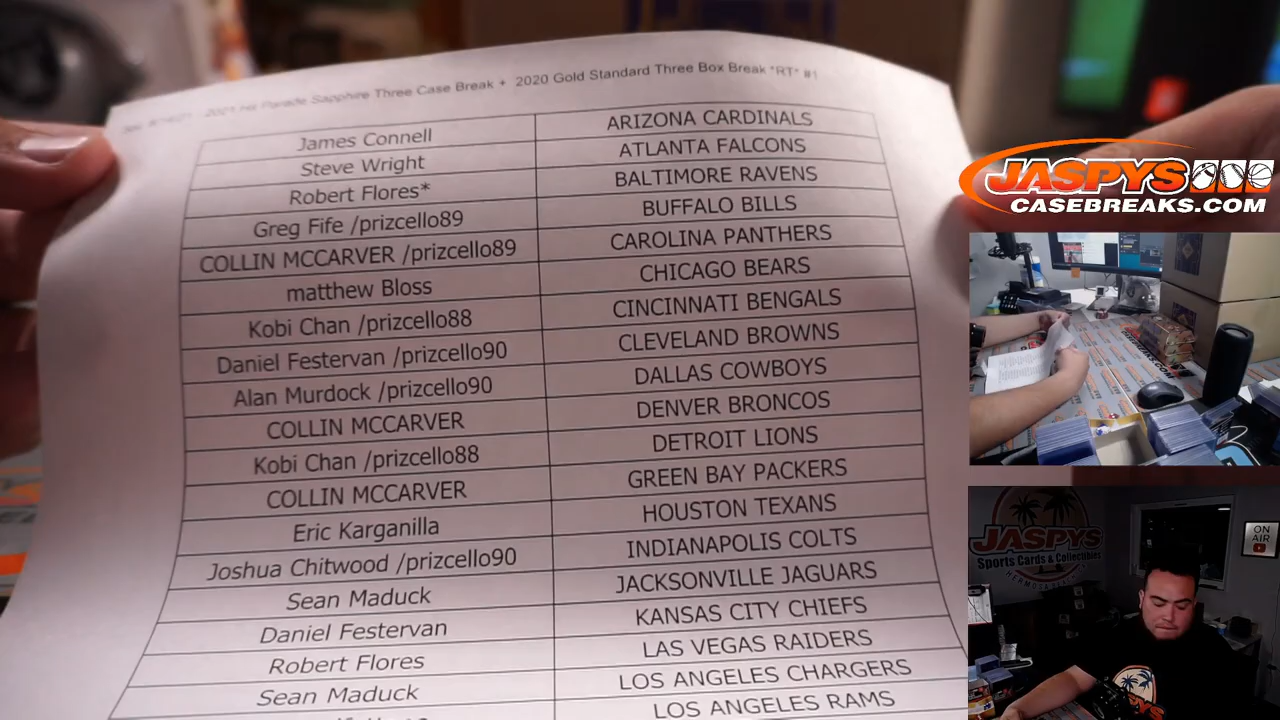 2021 Hit Parade Sapphire Three Case Break + 2020 Gold Standard Three Box Break *RT* #1
James Connell ARIZONA CARDINALS
Steve Wright ATLANTA FALCONS
Robert Flores* BALTIMORE RAVENS
Greg Fife /prizcello89 BUFFALO BILLS
COLLIN MCCARVER /prizcello89 CAROLINA PANTHERS
matthew Bloss CHICAGO BEARS
Kobi Chan /prizcello88 CINCINNATI BENGALS
Daniel Festervan /prizcello90 CLEVELAND BROWNS
Alan Murdock /prizcello90 DALLAS COWBOYS
COLLIN MCCARVER DENVER BRONCOS
Kobi Chan /prizcello88 DETROIT LIONS
COLLIN MCCARVER GREEN BAY PACKERS
Eric Karganilla HOUSTON TEXANS
Joshua Chitwood /prizcello90 INDIANAPOLIS COLTS
Sean Maduck JACKSONVILLE JAGUARS
Daniel Festervan KANSAS CITY CHIEFS
Robert Flores LAS VEGAS RAIDERS
Sean Maduck LOS ANGELES CHARGERS
LOS ANGELES RAMS
JASPYS
CASEBREAKS.COM
JASPYS
Sports Cards & Collectibles
HERMOSA BEACH
ON
AIR